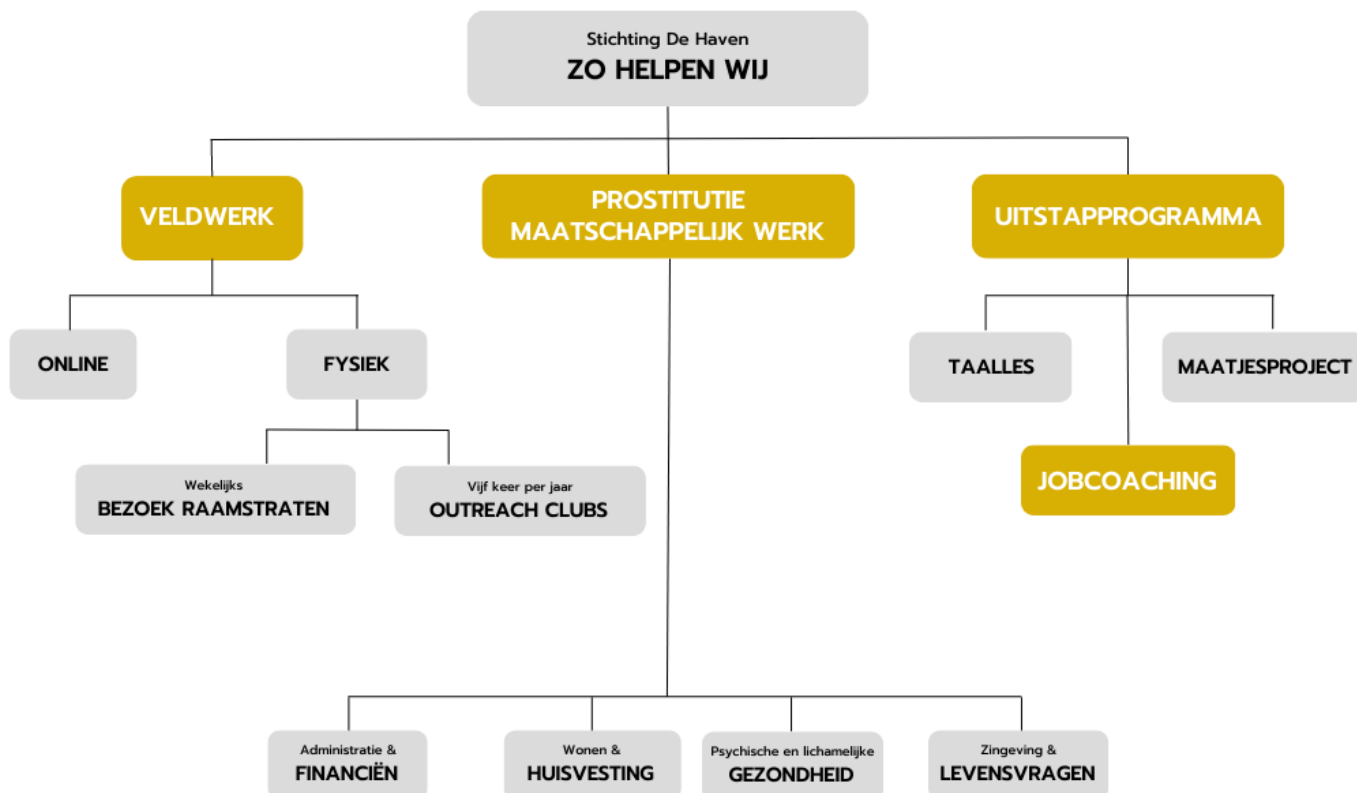 Stichting De Haven
ZO HELPEN WIJ
VELDWERK
PROSTITUTIE
MAATSCHAPPELIJK WERK
UITSTAPPROGRAMMA
ONLINE
FYSIEK
TAALLES
MAATJESPROJECT
Wekelijks
BEZOEK RAAMSTRATEN
Vijf keer per jaar
OUTREACH CLUBS
JOBCOACHING
Administratie &
FINANCIËN
Wonen &
HUISVESTING
Psychische en lichamelijke
GEZONDHEID
Zingeving &
LEVENSVRAGEN